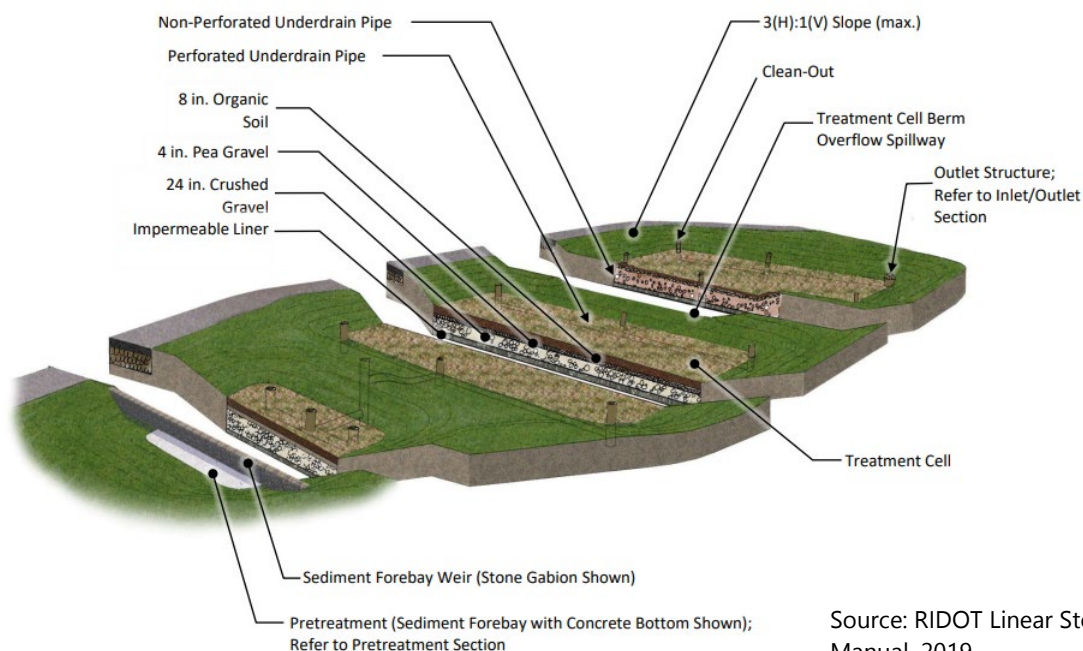 Non-Perforated Underdrain Pipe
Perforated Underdrain Pipe
8 in. Organic
Soil
4 in. Pea Gravel
24 in. Crushed
Gravel
Impermeable Liner
3(H):1(V) Slope (max.)
Clean-Out
Treatment Cell Berm
Overflow Spillway
Outlet Structure;
Refer to Inlet/Outlet
Section
Treatment Cell
Sediment Forebay Weir (Stone Gabion Shown)
Pretreatment (Sediment Forebay with Concrete Bottom Shown);
Refer to Pretreatment Section
Source: RIDOT Linear